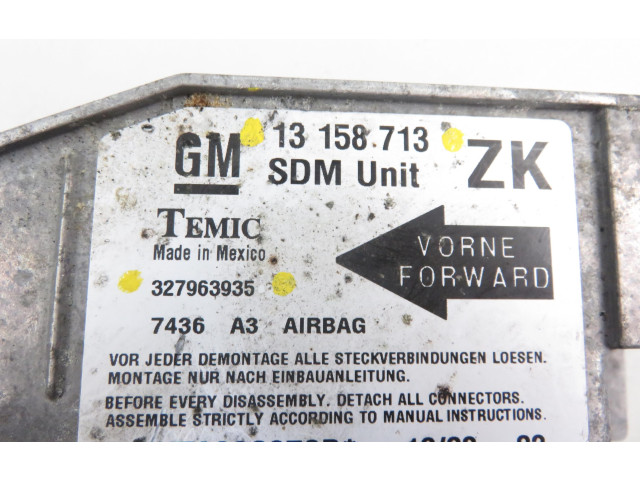 GM 13 158 713 ZK
SDM Unit
TEMIC
Made in Mexico
VORNE
FORWARD
327963935
7436 A3 AIRBAG
VOR JEDER DEMONTAGE ALLE STECKVERBINDUNGEN LOESEN.
MONTAGE NUR NACH EINBAUANLEITUNG.
BEFORE EVERY DISASSEMBLY. DETACH ALL CONNECTORS.
ASSEMBLE STRICTLY ACCORDING TO MANUAL INSTRUCTIONS.